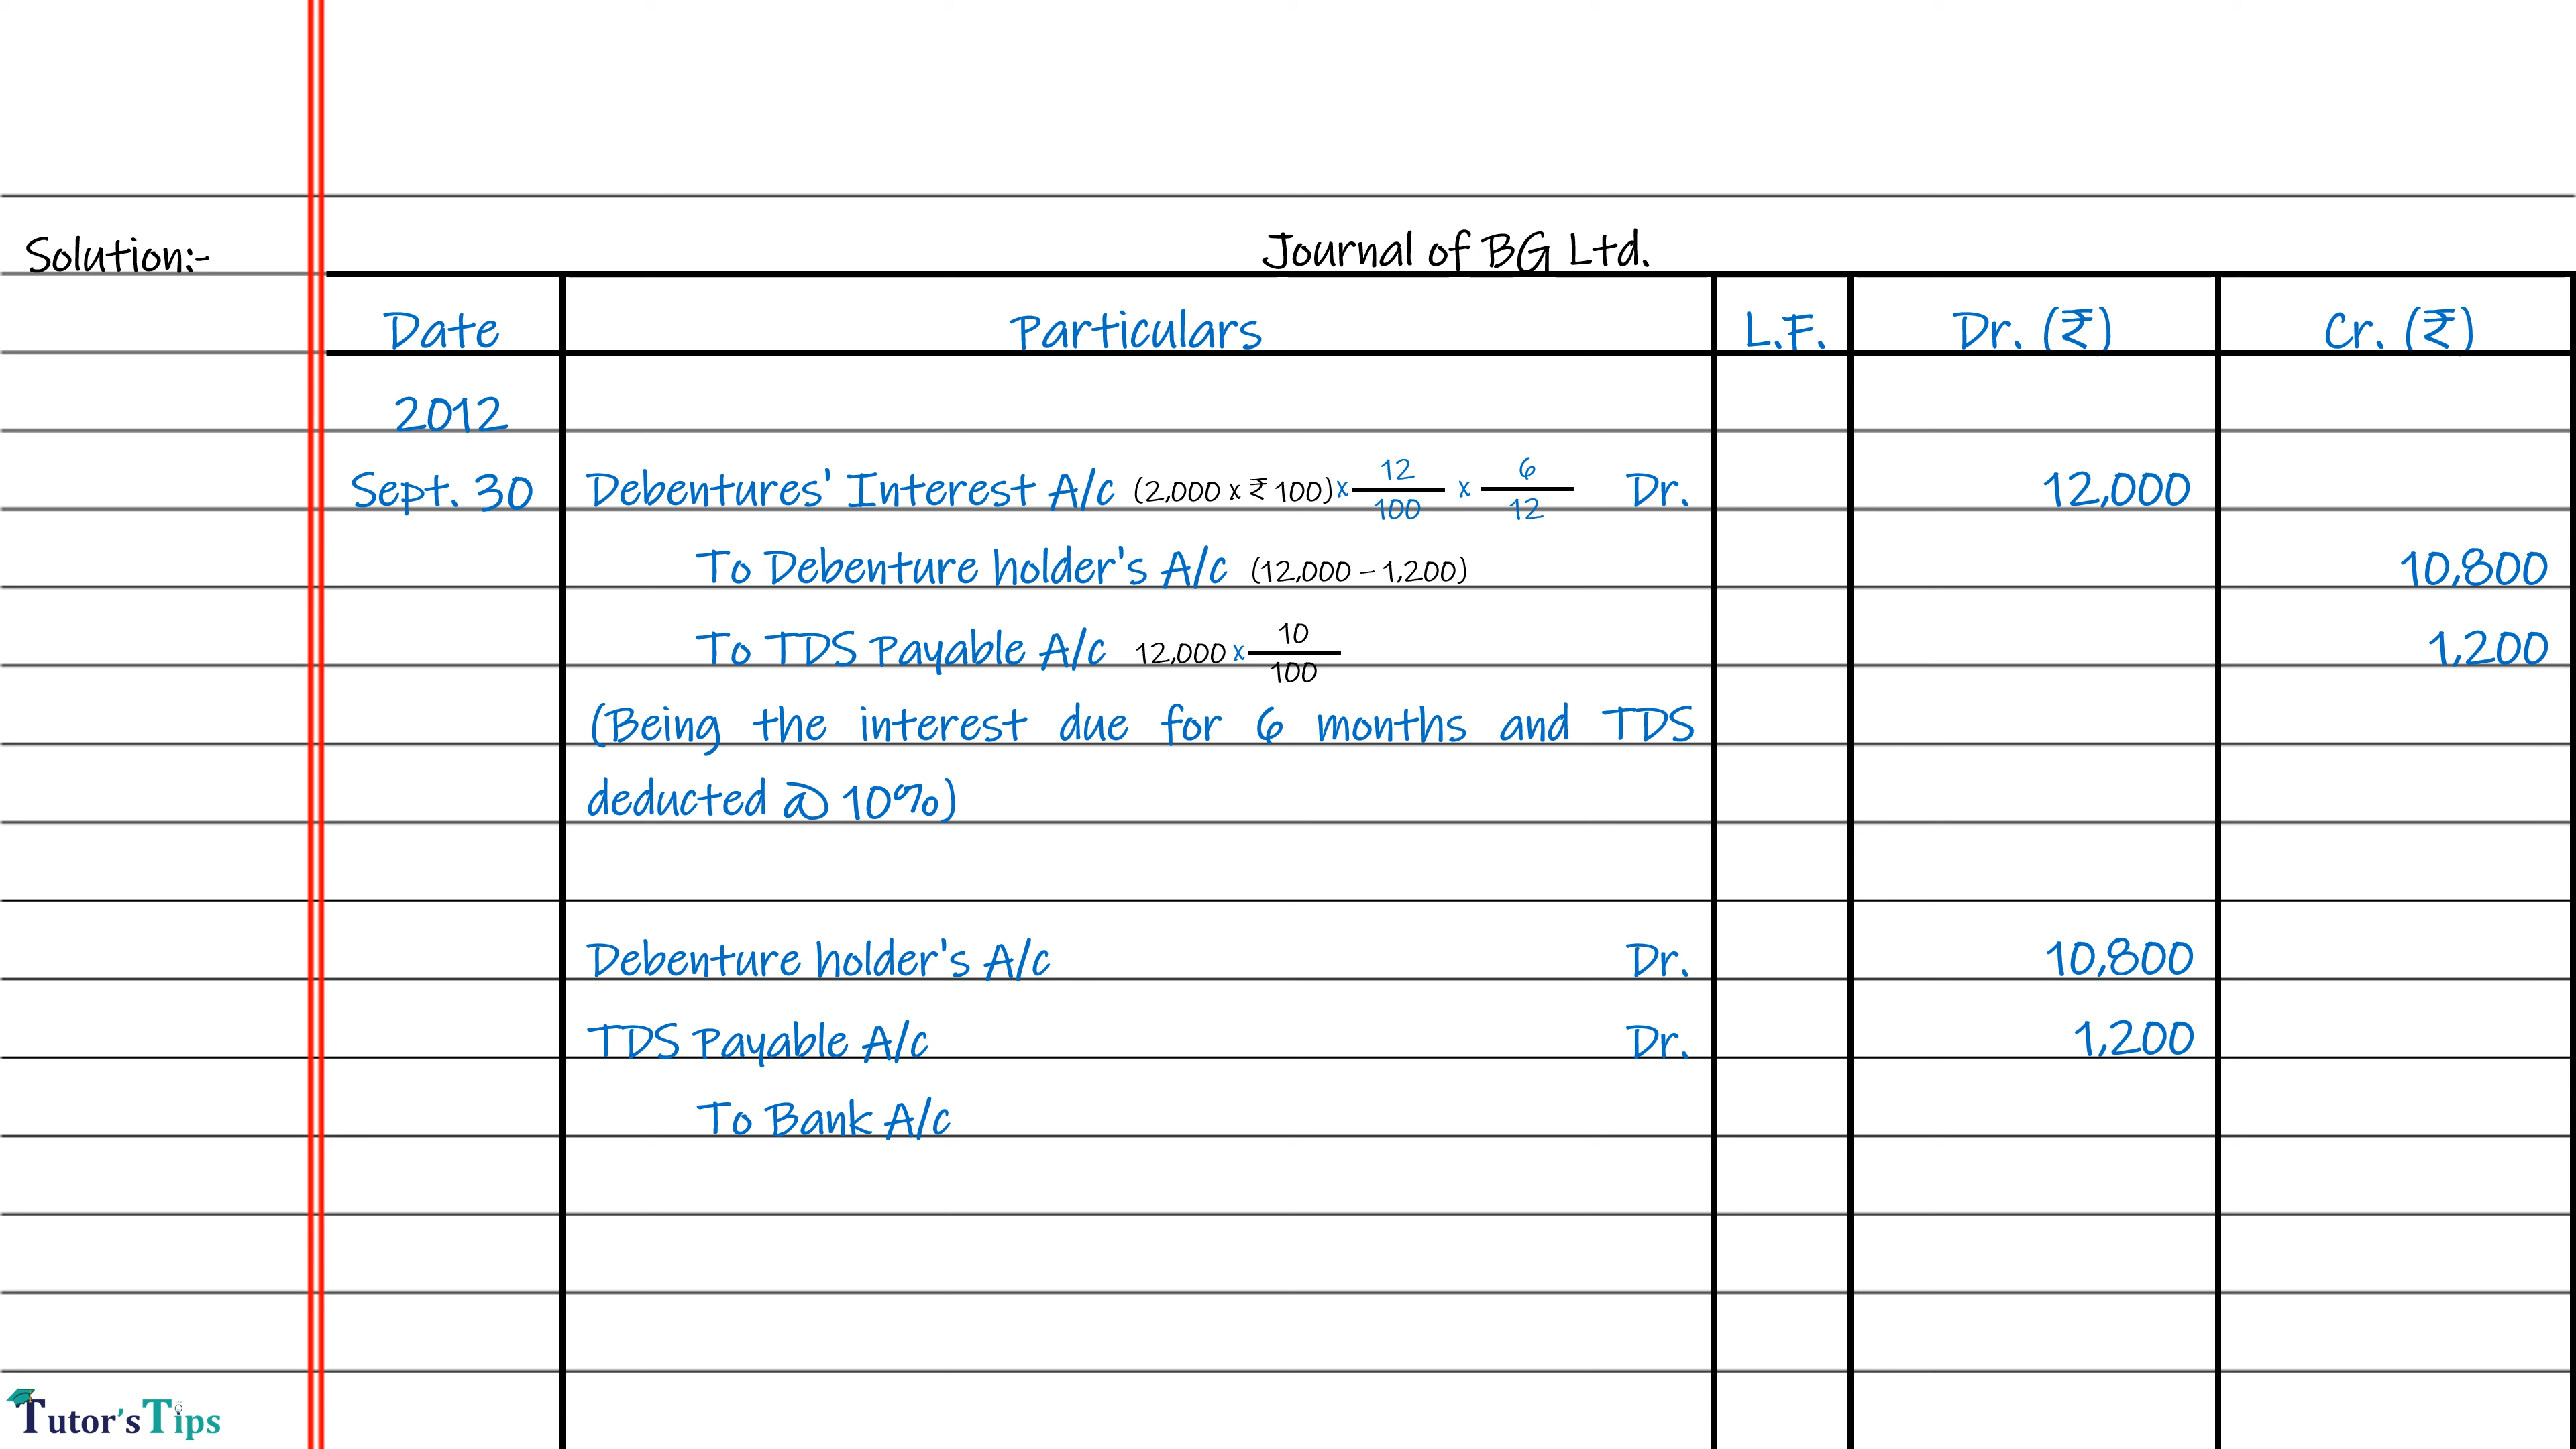 Solution:-
Journal of BG Ltd.
Date Particulars L.F. Dr. (₹) Cr. (₹)
2012
Sept. 30 Debentures' Interest A/c (2,000 x ₹ 100) x 12/100 x 6/12 Dr. 12,000
To Debenture holder's A/c (12,000 – 1,200) 10,800
To TDS Payable A/c 12,000 x 10/100 1,200
(Being the interest due for 6 months and TDS
deducted @ 10%)
Debenture holder's A/c Dr. 10,800
TDS Payable A/c Dr. 1,200
To Bank A/c
Tutor's Tips